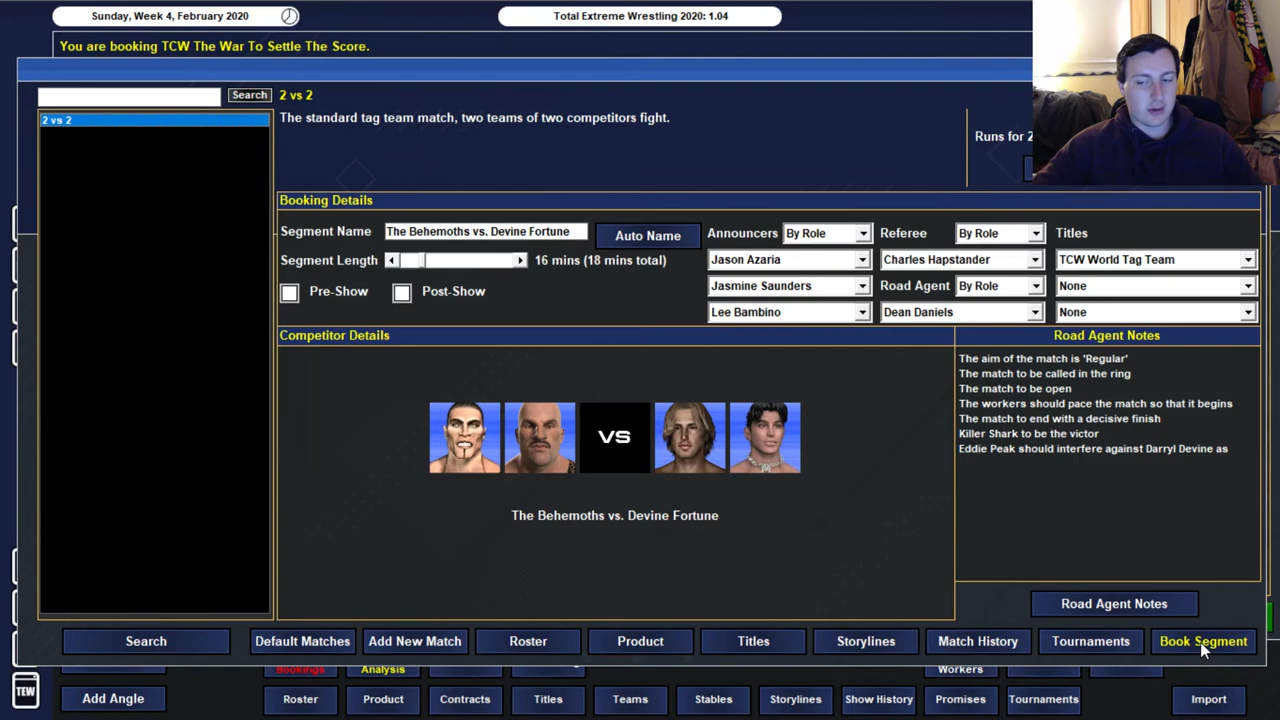 Sunday, Week 4, February 2020
Total Extreme Wrestling 2020: 1.04
You are booking TCW The War To Settle The Score.
Search
2 vs 2
2 vs 2
The standard tag team match, two teams of two competitors fight.
Runs for 2
Booking Details
Segment Name
The Behemoths vs. Devine Fortune
Auto Name
Announcers
By Role
Referee
By Role
Titles
Segment Length
16 mins (18 mins total)
Jason Azaria
Charles Hapstander
TCW World Tag Team
Pre-Show
Post-Show
Jasmine Saunders
Road Agent
By Role
None
Lee Bambino
Dean Daniels
None
Competitor Details
Road Agent Notes
The aim of the match is 'Regular'
The match to be called in the ring
The match to be open
The workers should pace the match so that it begins
The match to end with a decisive finish
Killer Shark to be the victor
Eddie Peak should interfere against Darryl Devine as
VS
The Behemoths vs. Devine Fortune
Road Agent Notes
Search
Default Matches
Add New Match
Roster
Product
Titles
Storylines
Match History
Tournaments
Book Segment
Bookings
Analysis
Workers
TEW
Add Angle
Roster
Product
Contracts
Titles
Teams
Stables
Storylines
Show History
Promises
Tournaments
Import